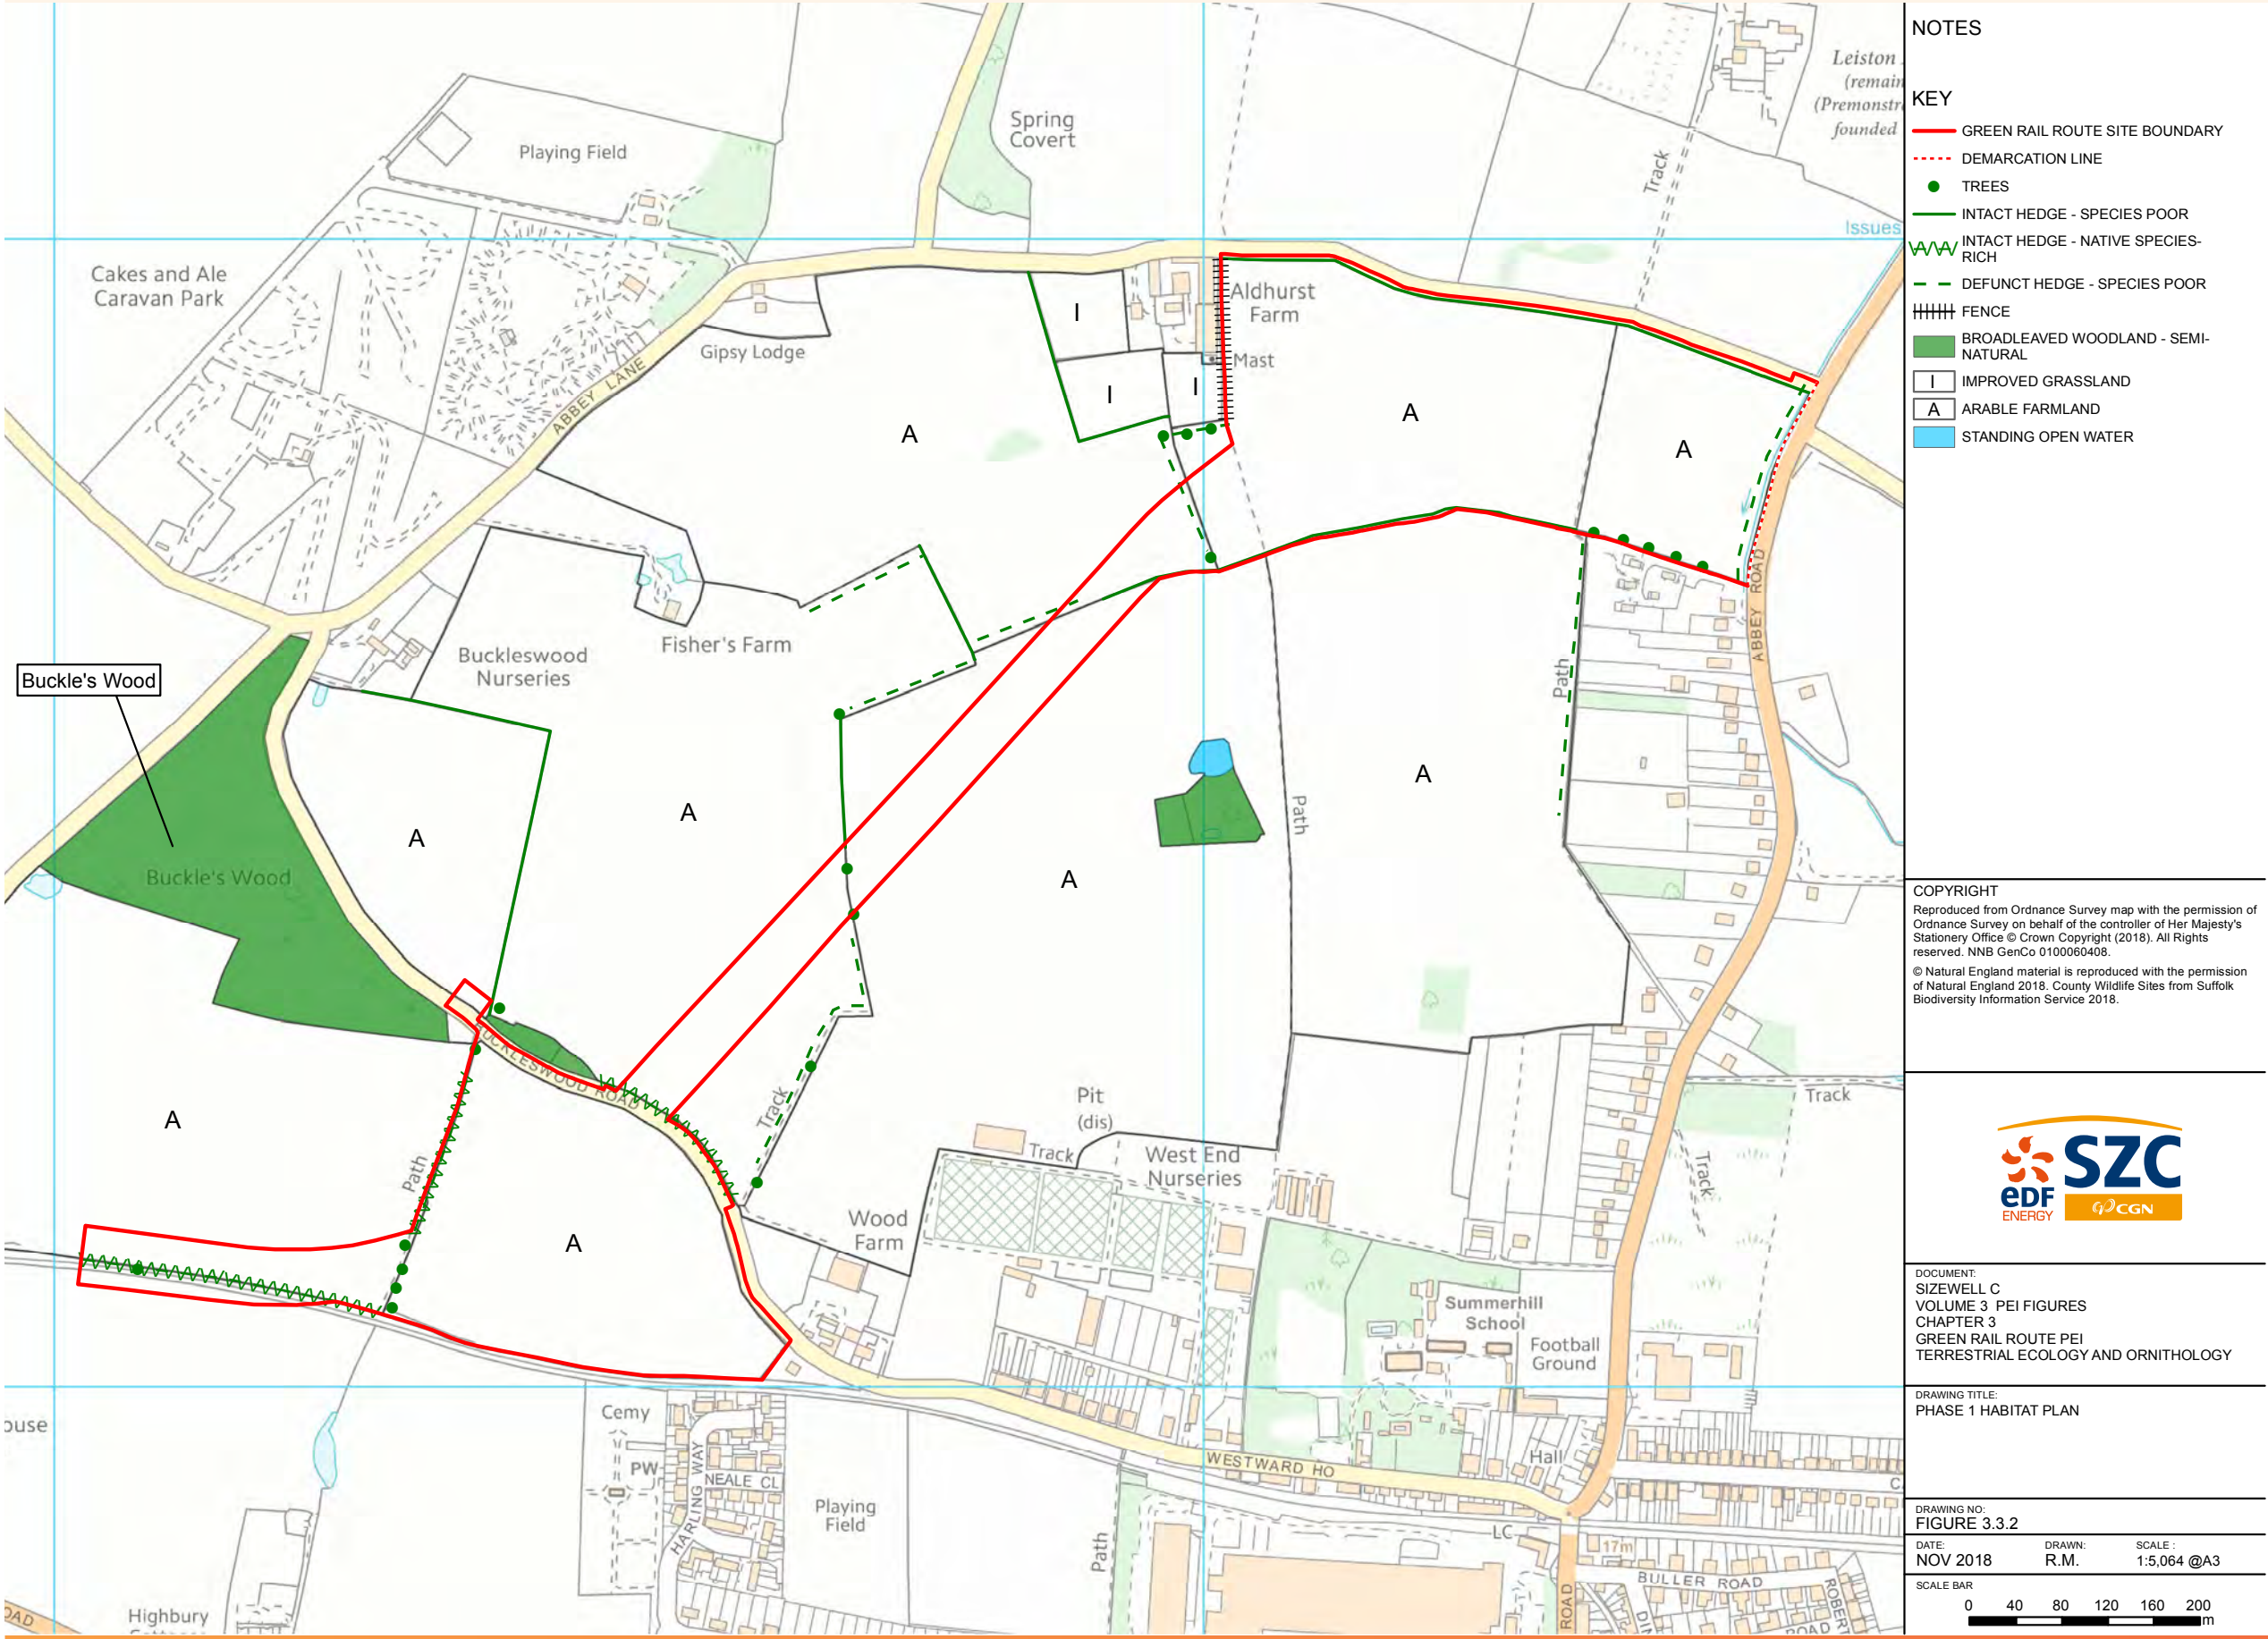 Playing Field
Spring
Covert
Track
Leiston
founded
Issues
Cakes and Ale
Caravan Park
ABBEY LANE
Gipsy Lodge
I
Aldhurst
Farm
Mast
I
I
A
A
A
ABBEY ROAD
Buckle's Wood
Buckleswood
Nurseries
Fisher's Farm
Path
A
A
A
A
Path
Buckle's Wood
BUCKLESWOOD ROAD
A
Path
A
Track
Pit
(dis)
Track
West End
Nurseries
Wood
Farm
Track
Track
Summerhill
School
Football
Ground
Cemy
PW
HARLING WAY
NEALE CL
Playing
Field
Path
WESTWARD HO
Hall
LC
17m
BULLER ROAD
ROAD
ROAD
Highbury
NOTES
KEY
GREEN RAIL ROUTE SITE BOUNDARY
DEMARCATION LINE
TREES
INTACT HEDGE - SPECIES POOR
INTACT HEDGE - NATIVE SPECIES-
RICH
DEFUNCT HEDGE - SPECIES POOR
FENCE
BROADLEAVED WOODLAND - SEMI-
NATURAL
I IMPROVED GRASSLAND
A ARABLE FARMLAND
STANDING OPEN WATER
COPYRIGHT
Reproduced from Ordnance Survey map with the permission of
Ordnance Survey on behalf of the controller of Her Majesty's
Stationery Office © Crown Copyright (2018). All Rights
reserved. NNB GenCo 0100060408.
© Natural England material is reproduced with the permission
of Natural England 2018. County Wildlife Sites from Suffolk
Biodiversity Information Service 2018.
eDF
ENERGY
SZC
CGN
DOCUMENT:
SIZEWELL C
VOLUME 3 PEI FIGURES
CHAPTER 3
GREEN RAIL ROUTE PEI
TERRESTRIAL ECOLOGY AND ORNITHOLOGY
DRAWING TITLE:
PHASE 1 HABITAT PLAN
DRAWING NO:
FIGURE 3.3.2
DATE: DRAWN: SCALE :
NOV 2018 R.M. 1:5,064 @A3
SCALE BAR
0 40 80 120 160 200
m